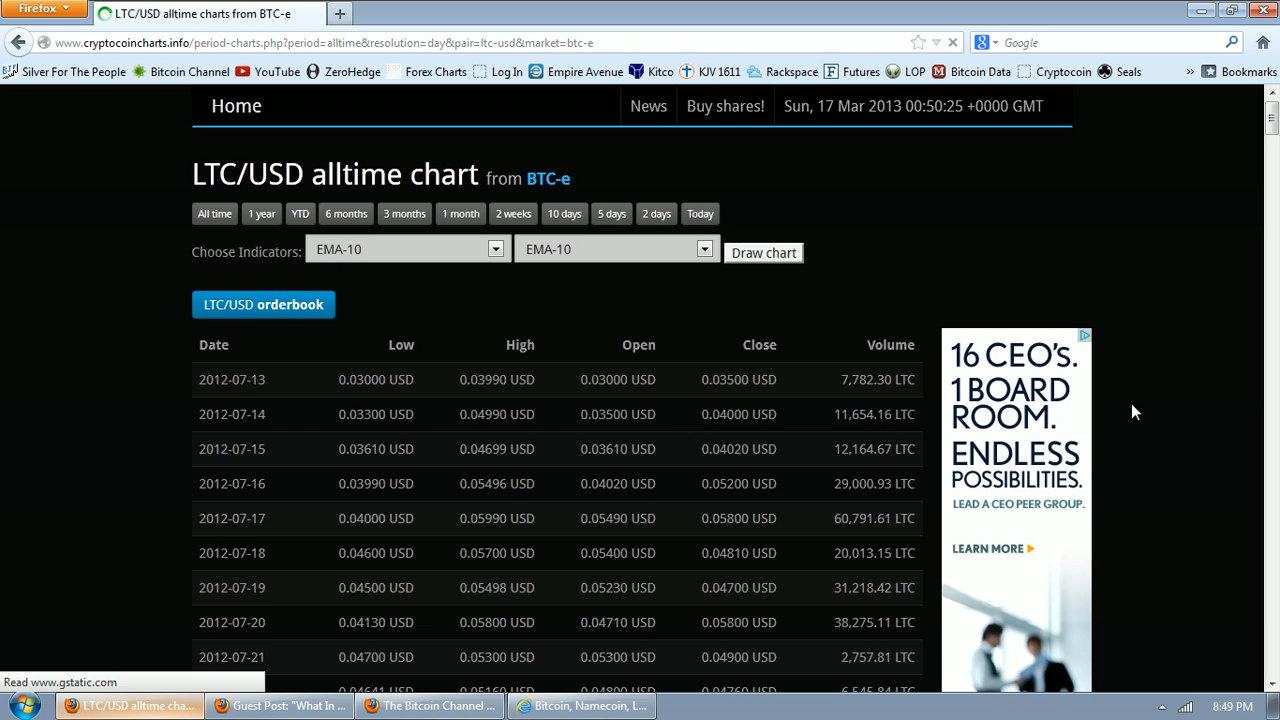 Firefox
LTC/USD alltime charts from BTC-e
www.cryptocoincharts.info/period-charts.php?period=alltime&resolution=day&pair=ltc-usd&market=btc-e
Google
Silver For The People Bitcoin Channel YouTube ZeroHedge Forex Charts Log In Empire Avenue Kitco KJV 1611 Rackspace Futures LOP Bitcoin Data Cryptocoin Seals » Bookmarks
Home News Buy shares! Sun, 17 Mar 2013 00:50:25 +0000 GMT
LTC/USD alltime chart from BTC-e
All time 1 year YTD 6 months 3 months 1 month 2 weeks 10 days 5 days 2 days Today
Choose Indicators: EMA-10 EMA-10 Draw chart
LTC/USD orderbook
Date Low High Open Close Volume
2012-07-13 0.03000 USD 0.03990 USD 0.03000 USD 0.03500 USD 7,782.30 LTC
2012-07-14 0.03300 USD 0.04990 USD 0.03500 USD 0.04000 USD 11,654.16 LTC
2012-07-15 0.03610 USD 0.04699 USD 0.03610 USD 0.04020 USD 12,164.67 LTC
2012-07-16 0.03590 USD 0.05496 USD 0.04020 USD 0.05200 USD 29,000.93 LTC
2012-07-17 0.04000 USD 0.05990 USD 0.05490 USD 0.05800 USD 60,791.61 LTC
2012-07-18 0.04600 USD 0.05700 USD 0.05400 USD 0.04810 USD 20,013.15 LTC
2012-07-19 0.04500 USD 0.05498 USD 0.05230 USD 0.04700 USD 31,218.42 LTC
2012-07-20 0.04130 USD 0.05800 USD 0.04710 USD 0.05800 USD 38,275.11 LTC
2012-07-21 0.04700 USD 0.05300 USD 0.05300 USD 0.04900 USD 2,757.81 LTC
16 CEO's.
1 BOARD
ROOM.
ENDLESS
POSSIBILITIES.
LEAD A CEO PEER GROUP.
LEARN MORE
Read www.gstatic.com
LTC/USD alltime cha... Guest Post: "What In ... The Bitcoin Channel ... Bitcoin, Namecoin, L... 8:49 PM